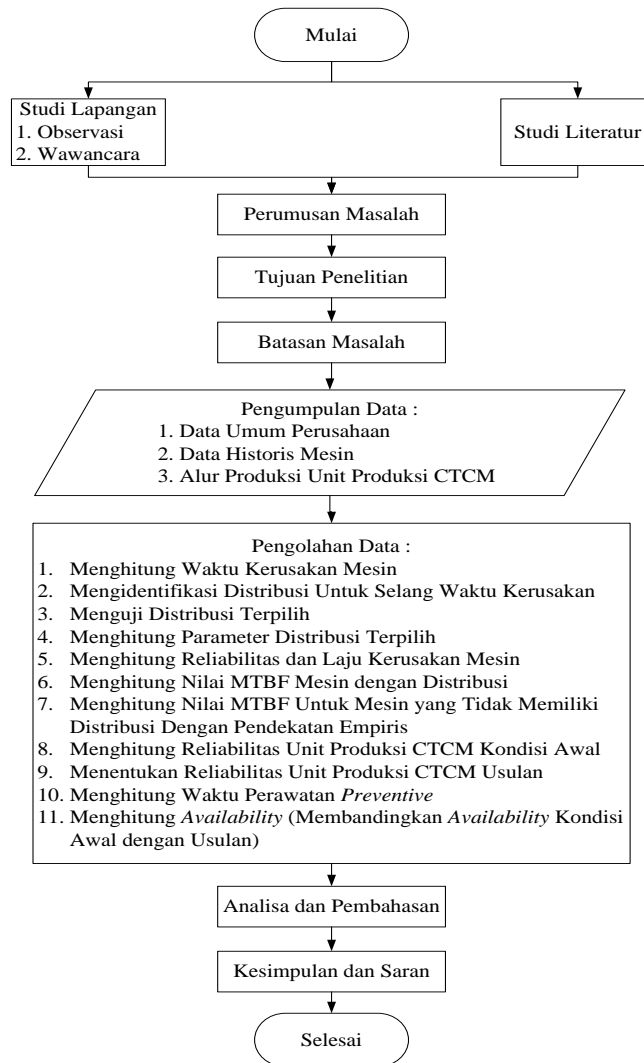 Mulai
Studi Lapangan
1. Observasi
2. Wawancara
Studi Literatur
Perumusan Masalah
Tujuan Penelitian
Batasan Masalah
Pengumpulan Data :
1. Data Umum Perusahaan
2. Data Historis Mesin
3. Alur Produksi Unit Produksi CTCM
Pengolahan Data :
1. Menghitung Waktu Kerusakan Mesin
2. Mengidentifikasi Distribusi Untuk Selang Waktu Kerusakan
3. Menguji Distribusi Terpilih
4. Menghitung Parameter Distribusi Terpilih
5. Menghitung Reliabilitas dan Laju Kerusakan Mesin
6. Menghitung Nilai MTBF Mesin dengan Distribusi
7. Menghitung Nilai MTBF Untuk Mesin yang Tidak Memiliki
Distribusi Dengan Pendekatan Empiris
8. Menghitung Reliabilitas Unit Produksi CTCM Kondisi Awal
9. Menentukan Reliabilitas Unit Produksi CTCM Usulan
10. Menghitung Waktu Perawatan Preventive
11. Menghitung Availability (Membandingkan Availability Kondisi
Awal dengan Usulan)
Analisa dan Pembahasan
Kesimpulan dan Saran
Selesai